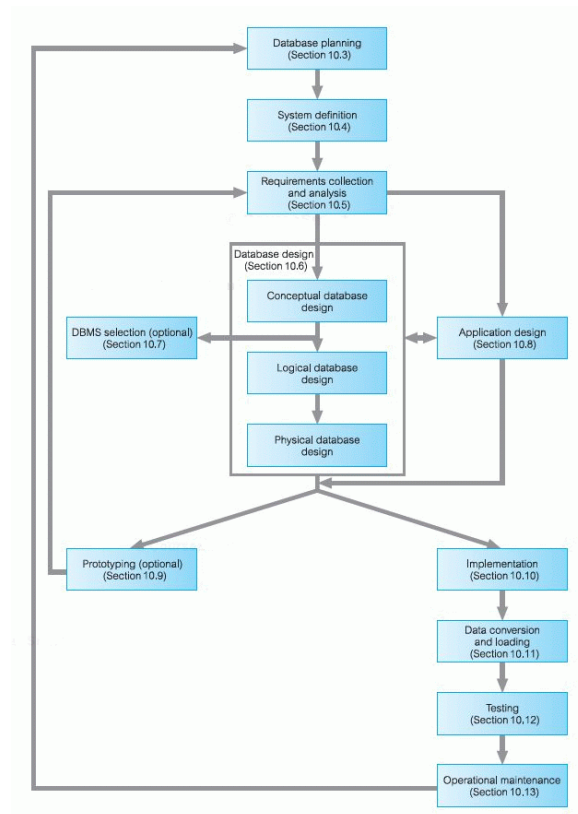 Database planning
(Section 10.3)
System definition
(Section 10.4)
Requirements collection
and analysis
(Section 10.5)
Database design
(Section 10.6)
Conceptual database
design
DBMS selection (optional)
(Section 10.7)
Application design
(Section 10.8)
Logical database
design
Physical database
design
Prototyping (optional)
(Section 10.9)
Implementation
(Section 10.10)
Data conversion
and loading
(Section 10.11)
Testing
(Section 10.12)
Operational maintenance
(Section 10.13)